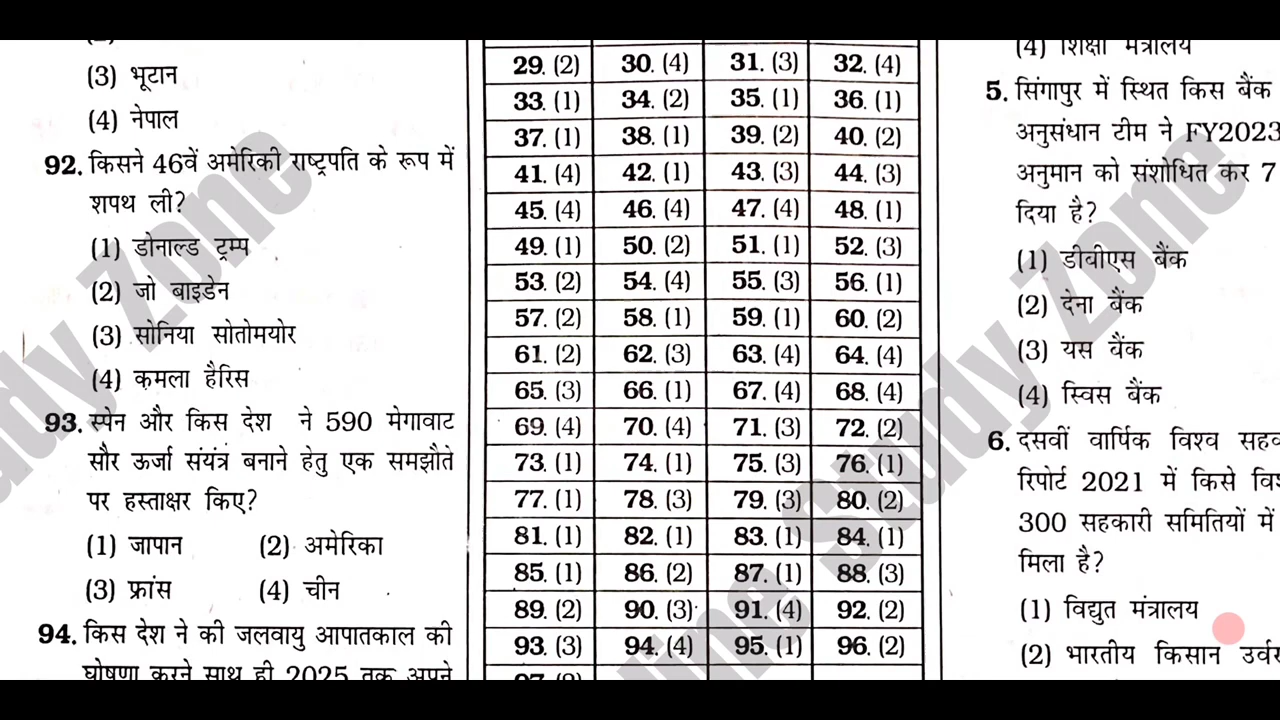 (3) भूटान
(4) नेपाल
92. किसने 46वें अमेरिकी राष्ट्रपति के रूप में
शपथ ली?
(1) डोनाल्ड ट्रम्प
(2) जो बाइडेन
(3) सोनिया सोतोमयोर
(4) कमला हैरिस
93. स्पेन और किस देश ने 590 मेगावाट
सौर ऊर्जा संयंत्रं बनाने हेतु एक समझौते
पर हस्ताक्षर किए?
(1) जापान (2) अमेरिका
(3) फ्रांस (4) चीन
94. किस देश ने की जलवायु आपातकाल की
घोषणा करने साथ ही 2025 तक अपने
29. (2) 30. (4) 31. (3) 32. (4)
33. (1) 34. (2) 35. (1) 36. (1)
37. (1) 38. (1) 39. (2) 40. (2)
41. (4) 42. (1) 43. (3) 44. (3)
45. (4) 46. (4) 47. (4) 48. (1)
49. (1) 50. (2) 51. (1) 52. (3)
53. (2) 54. (4) 55. (3) 56. (1)
57. (2) 58. (1) 59. (1) 60. (2)
61. (2) 62. (3) 63. (4) 64. (4)
65. (3) 66. (1) 67. (4) 68. (4)
69. (4) 70. (4) 71. (3) 72. (2)
73. (1) 74. (1) 75. (3) 76. (1)
77. (1) 78. (3) 79. (3) 80. (2)
81. (1) 82. (1) 83. (1) 84. (1)
85. (1) 86. (2) 87. (1) 88. (3)
89. (2) 90. (3) 91. (4) 92. (2)
93. (3) 94. (4) 95. (1) 96. (2)
(4) शिक्षा मंत्रालय
5. सिंगापुर में स्थित किस बैंक
अनुसंधान टीम ने FY2023
अनुमान को संशोधित कर 7
दिया है?
(1) डीबीएस बैंक
(2) देना बैंक
(3) यस बैंक
(4) स्विस बैंक
6. दसवीं वार्षिक विश्व
रिपोर्ट 2021 में किसे
300 सहकारी समितियों में
मिला है?
(1) विद्युत मंत्रालय
(2) भारतीय किसान
Study Zone